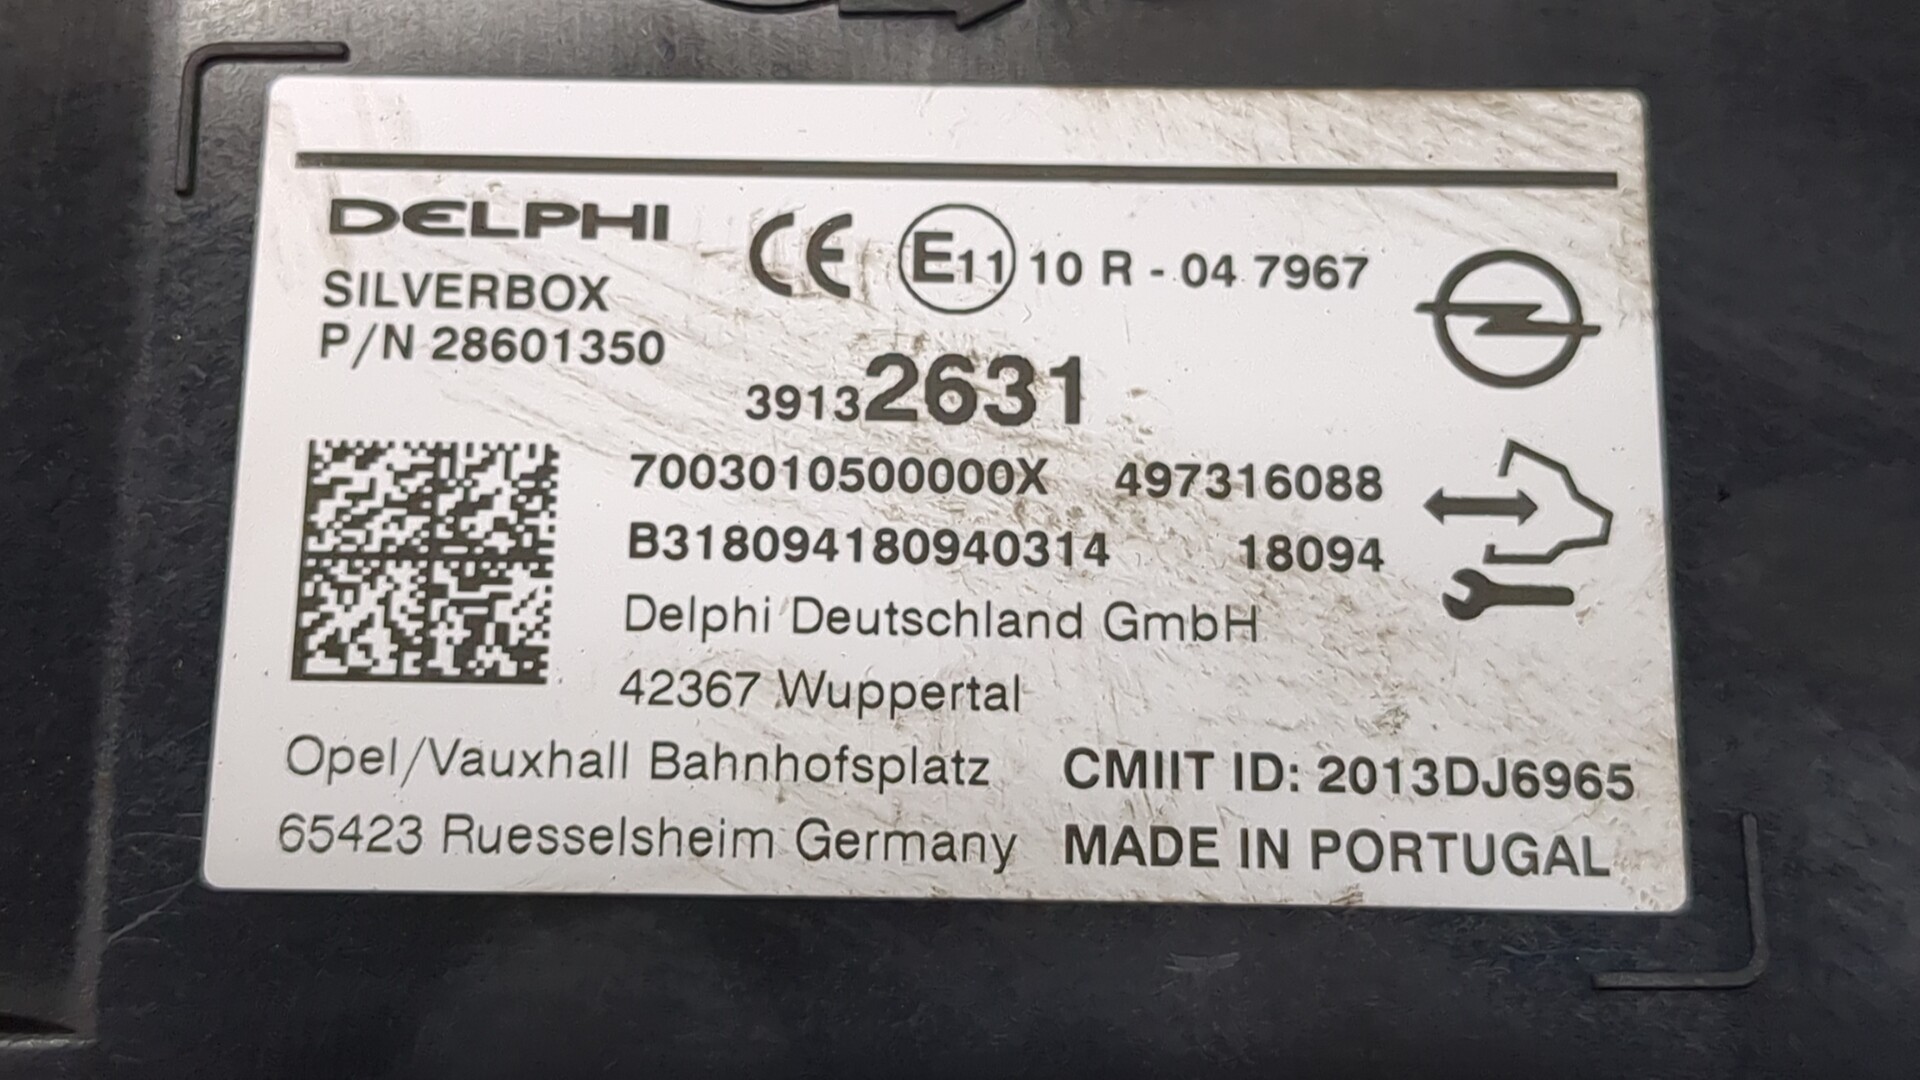 DELPHI
SILVERBOX
P/N 28601350
CE E11 10 R - 04 7967
39132631
7003010500000X 497316088
B318094180940314 18094
Delphi Deutschland GmbH
42367 Wuppertal
Opel/Vauxhall Bahnhofsplatz
65423 Ruesselsheim Germany
CMIIT ID: 2013DJ6965
MADE IN PORTUGAL